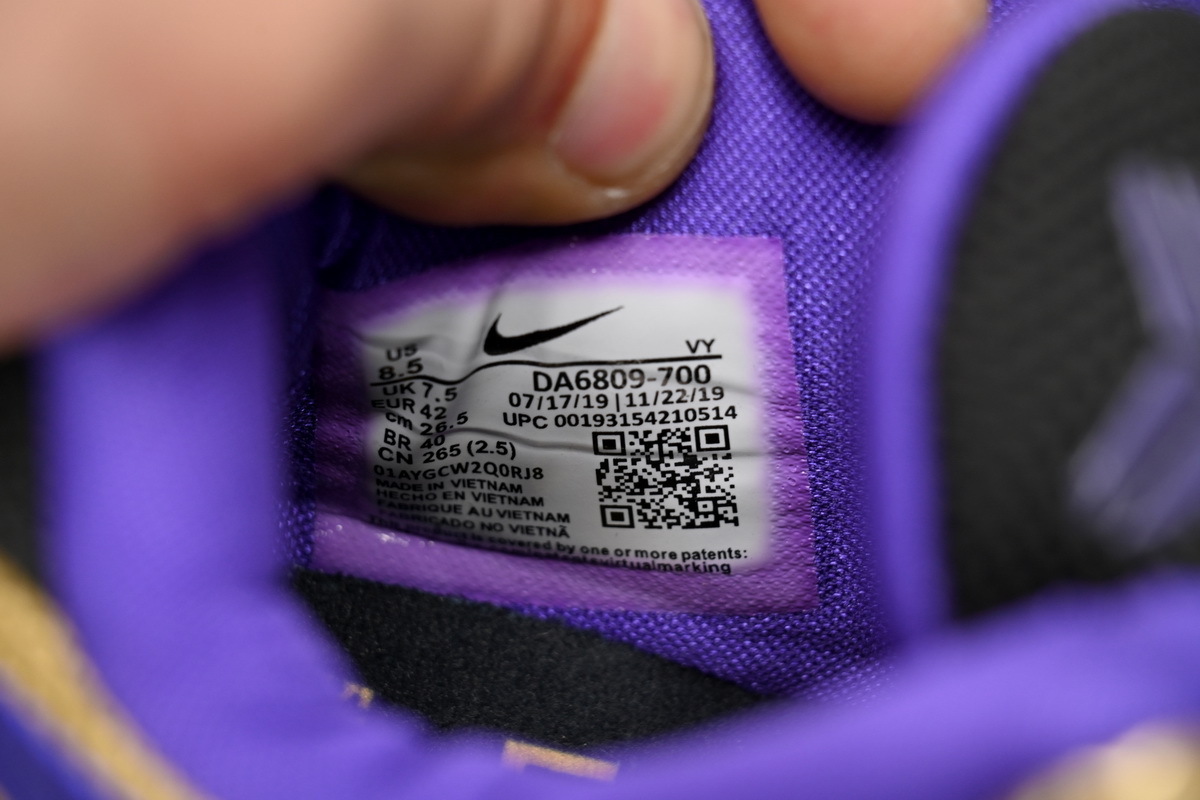 US
8.5
VY
UK 7.5
DA6809-700
EUR 42
07/17/19 | 11/22/19
cm 26.5
UPC 00193154210514
BR 40
CN 265 (2.5)
01AYGCW2Q0RJ8
MADE IN VIETNAM
HECHO EN VIETNAM
FABRIQUE AU VIETNAM
FABRICADO NO VIETNÃ
is covered by one or more patents:
virtualmarking